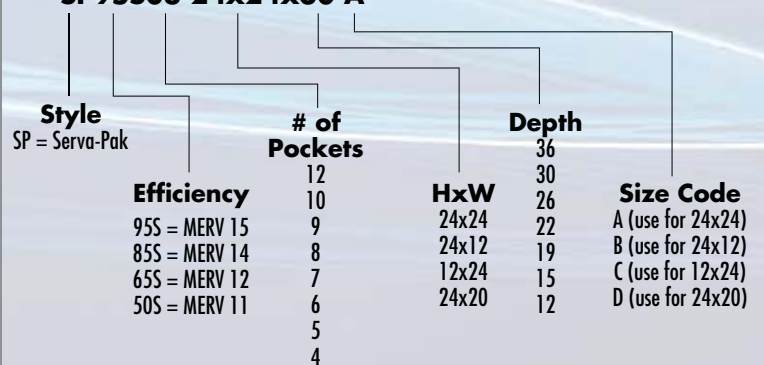 Style
SP = Serva-Pak
Efficiency
95S = MERV 15
85S = MERV 14
65S = MERV 12
50S = MERV 11
# of
Pockets
12
10
9
8
7
6
5
4
HxW
24x24
24x12
12x24
24x20
Depth
36
30
26
22
19
15
12
Size Code
A (use for 24x24)
B (use for 24x12)
C (use for 12x24)
D (use for 24x20)